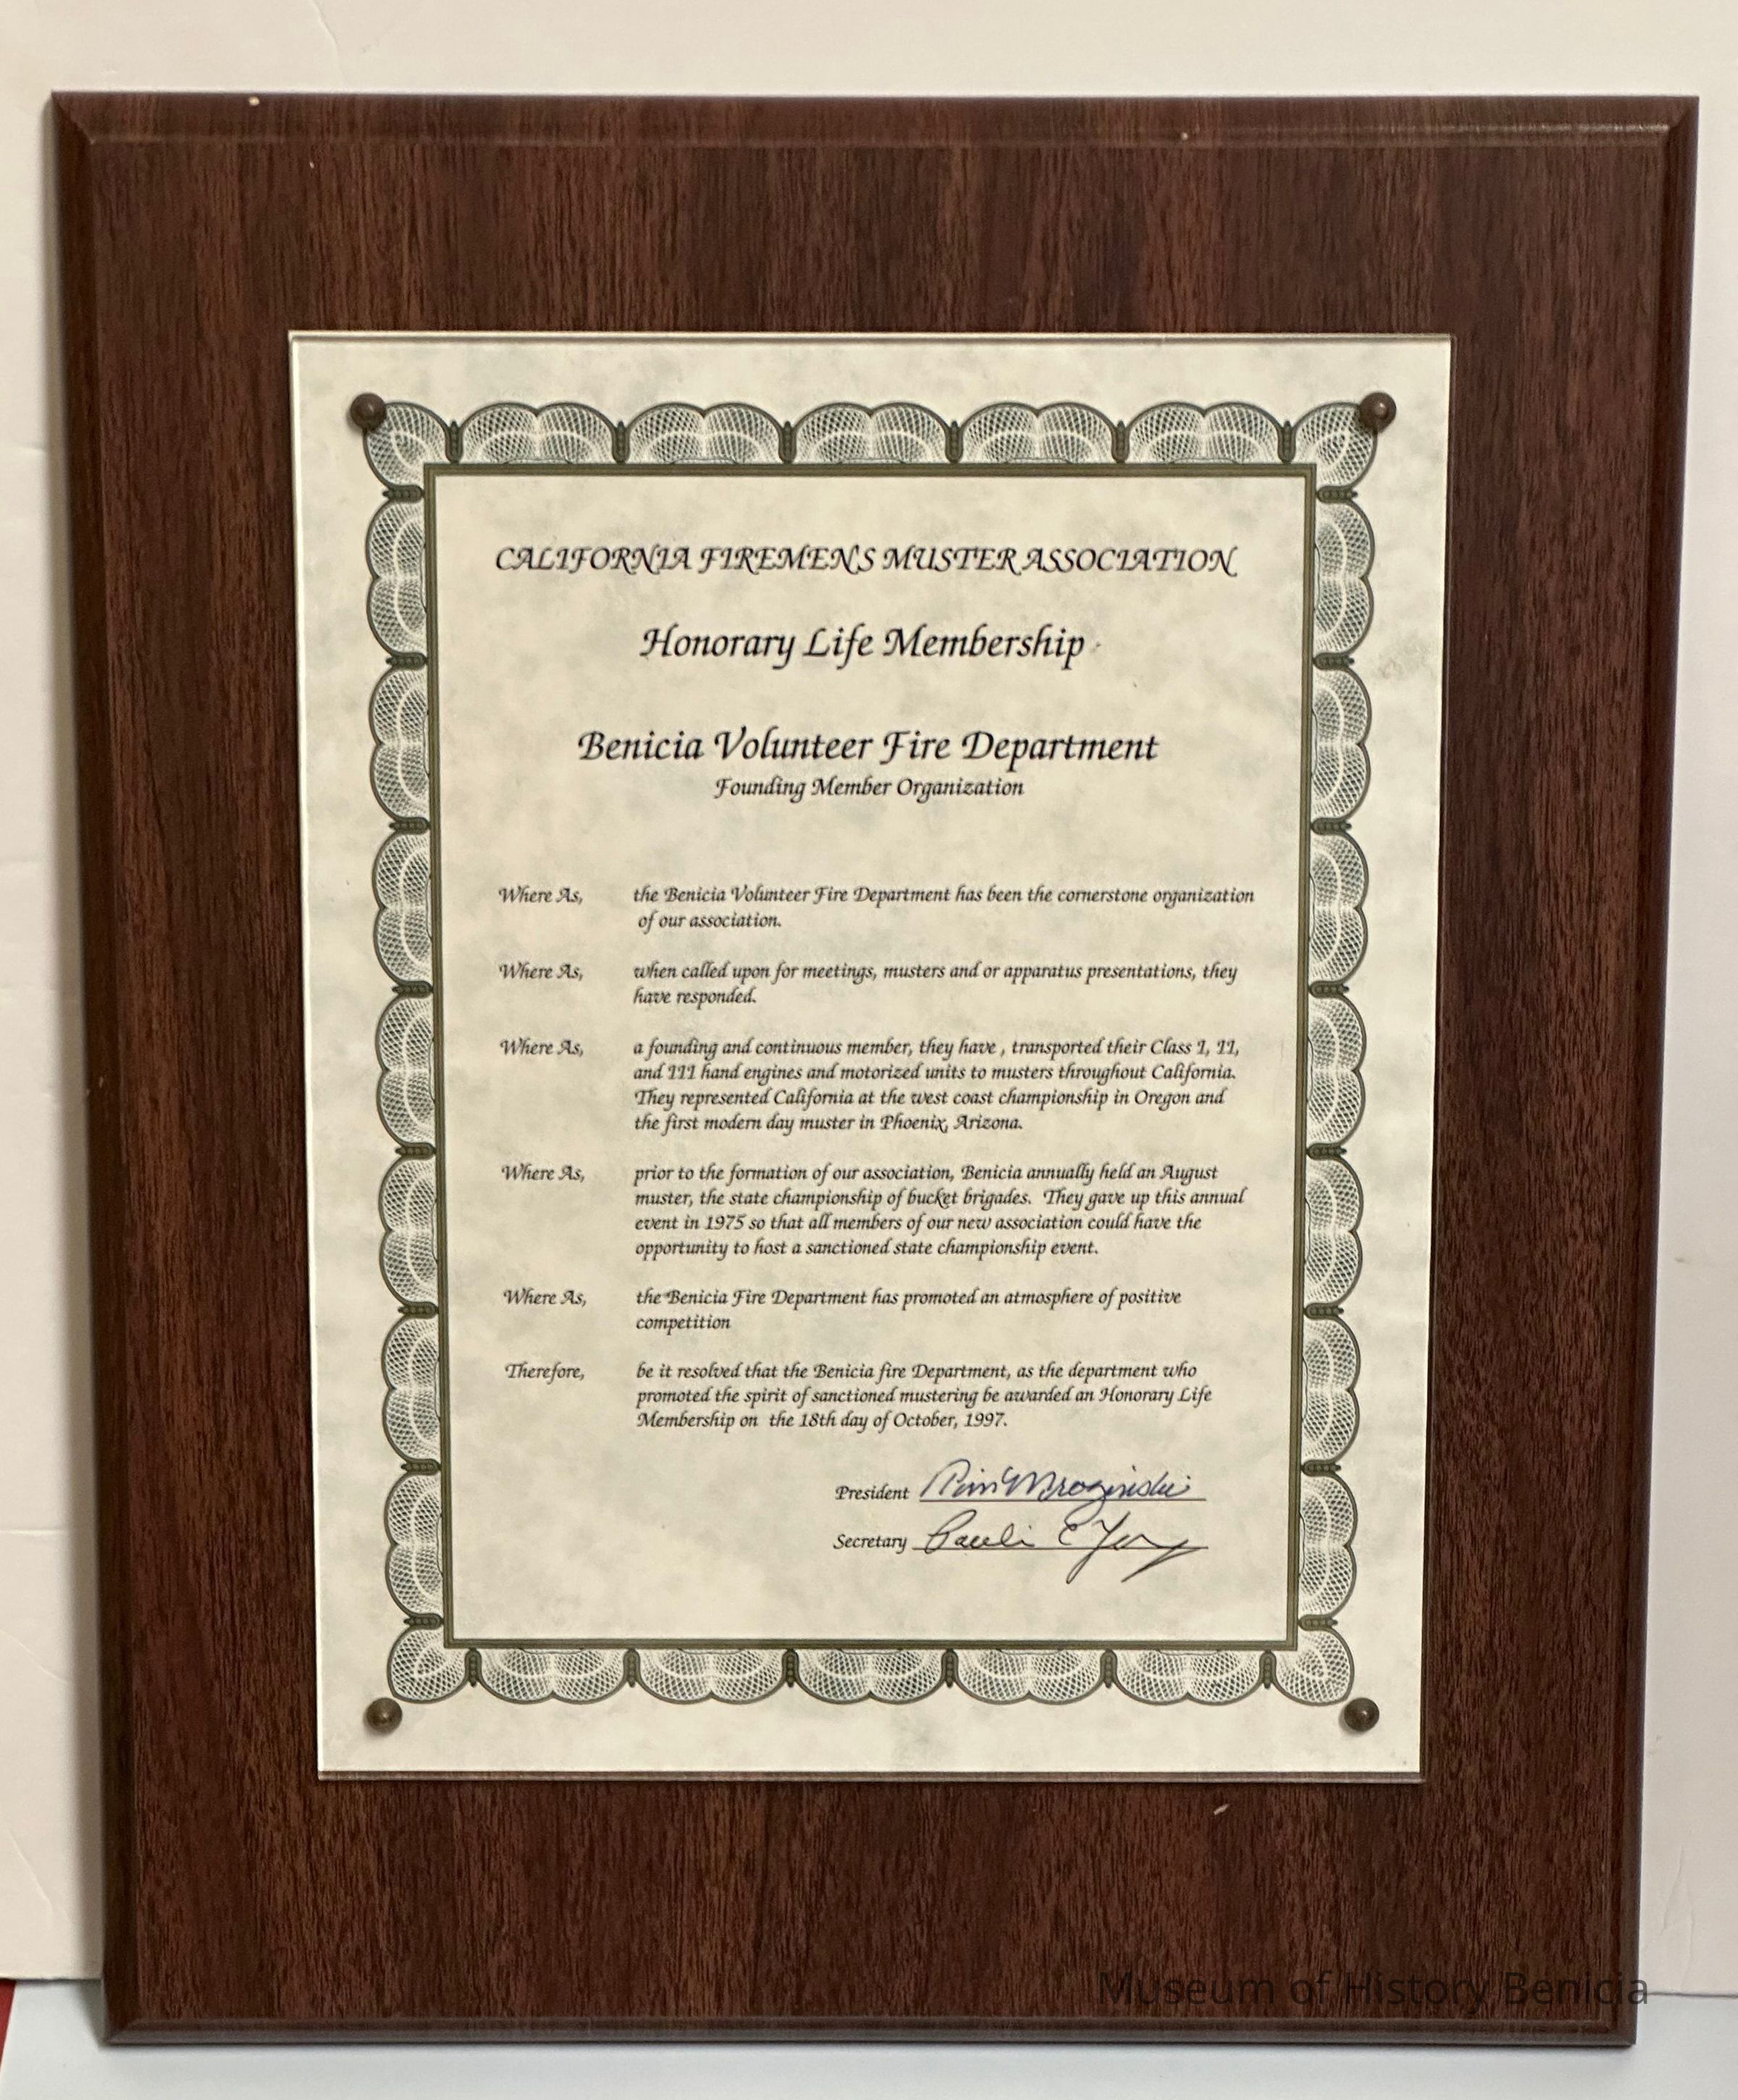 CALIFORNIA FIREMEN'S MUSTER ASSOCIATION
Honorary Life Membership
Benicia Volunteer Fire Department
Founding Member Organization
Where As, the Benicia Volunteer Fire Department has been the cornerstone organization
of our association.
Where As, when called upon for meetings, musters and or apparatus presentations, they
have responded.
Where As, a founding and continuous member, they have , transported their Class I, II,
and III hand engines and motorized units to musters throughout California.
They represented California at the west coast championship in Oregon and
the first modern day muster in Phoenix, Arizona.
Where As, prior to the formation of our association, Benicia annually held an August
muster, the state championship of bucket brigades. They gave up this annual
event in 1975 so that all members of our new association could have the
opportunity to host a sanctioned state championship event.
Where As, the Benicia Fire Department has promoted an atmosphere of positive
competition
Therefore, be it resolved that the Benicia fire Department, as the department who
promoted the spirit of sanctioned mustering be awarded an Honorary Life
Membership on the 18th day of October, 1997.
President
Secretary
Museum of History Benicia